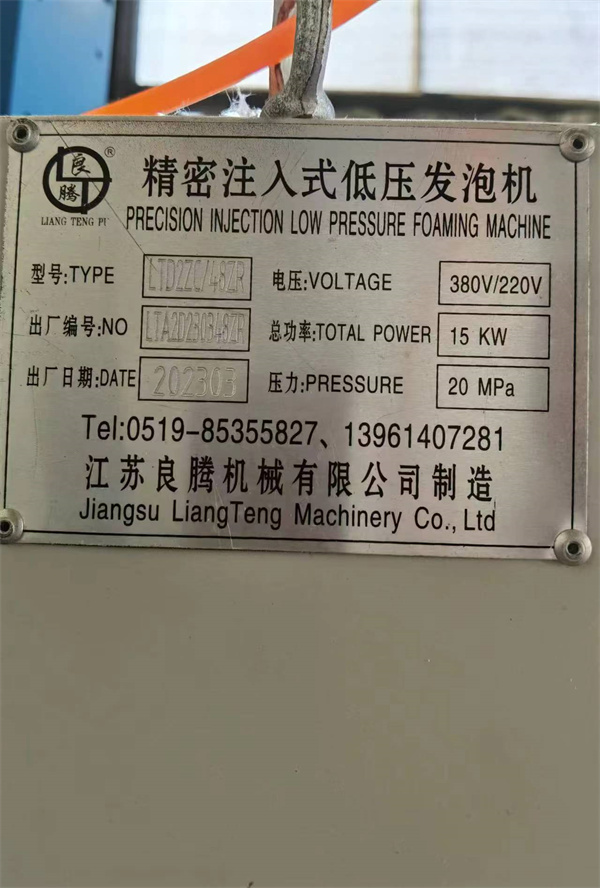 良腾®
LIANG TENG PU
精密注入式低压发泡机
PRECISION INJECTION LOW PRESSURE FOAMING MACHINE
型号:TYPE 电压:VOLTAGE 380V/220V
出厂编号:NO 总功率:TOTAL POWER 15 KW
出厂日期:DATE 202303 压力:PRESSURE 20 MPa
Tel:0519-85355827、13961407281
江苏良腾机械有限公司制造
Jiangsu LiangTeng Machinery Co., Ltd